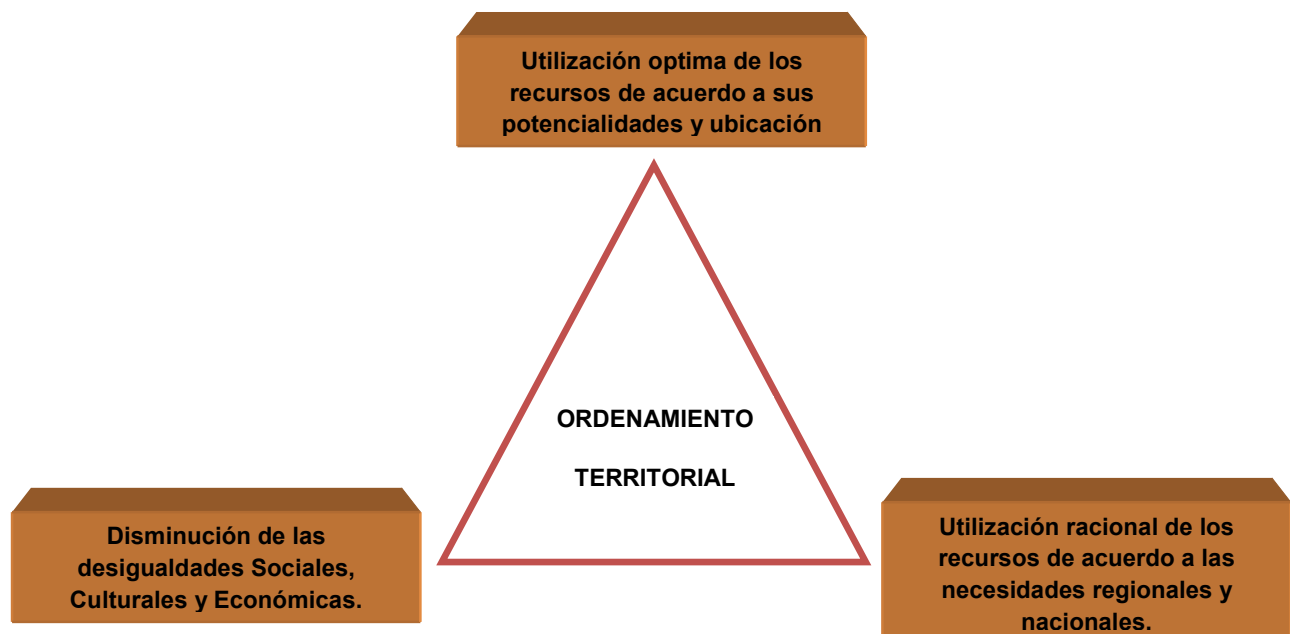 Utilización optima de los
recursos de acuerdo a sus
potencialidades y ubicación
ORDENAMIENTO
TERRITORIAL
Disminución de las
desigualdades Sociales,
Culturales y Económicas.
Utilización racional de los
recursos de acuerdo a las
necesidades regionales y
nacionales.